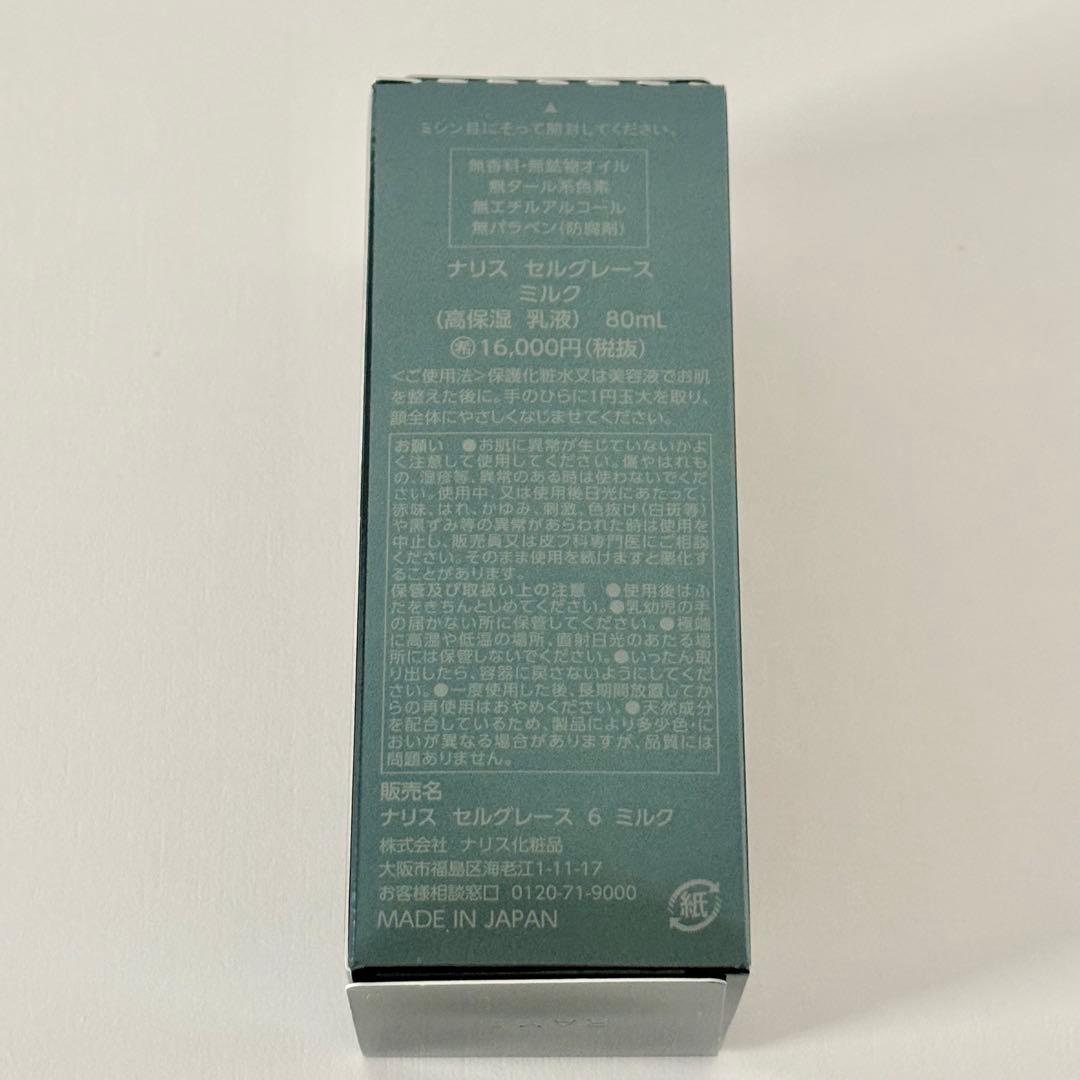 ミシン目にそって開封してください。
無香料・無鉱物オイル
無タール系色素
無エチルアルコール
無パラベン(防腐剤)
ナリス セルグレース
ミルク
(高保湿 乳液) 80mL
㊝16,000円(税抜)
<ご使用法>保護化粧水又は美容液でお肌
を整えた後に。手のひらに1円玉大を取り、
顔全体にやさしくなじませてください。
お願い ●お肌に異常が生じていないかよ
く注意して使用してください。傷やはれも
の、湿疹等、異常のある時は使わないでくだ
さい。使用中、又は使用後日光にあたって、
赤味、はれ、かゆみ、刺激、色抜け(白斑等)
や黒ずみ等の異常があらわれた時は使用を
中止し、販売員又は皮フ科専門医にご相談
ください。そのまま使用を続けますと悪化す
ることがあります。
保管及び取扱い上の注意 ●使用後はふ
たをきちんとしめてください。●乳幼児の手
の届かない所に保管してください。●極端
に高温や低温の場所、直射日光のあたる場
所には保管しないでください。●いったん取
り出したら、容器に戻さないようにしてくだ
さい。●一度使用した後、長期間放置してか
らの再使用はおやめください。●天然成分
を配合しているため、製品により多少色・に
おいが異なる場合がありますが、品質には
問題ありません。
販売名
ナリス セルグレース 6 ミルク
株式会社 ナリス化粧品
大阪市福島区海老江1-11-17
お客様相談窓口 0120-71-9000
MADE IN JAPAN
紙